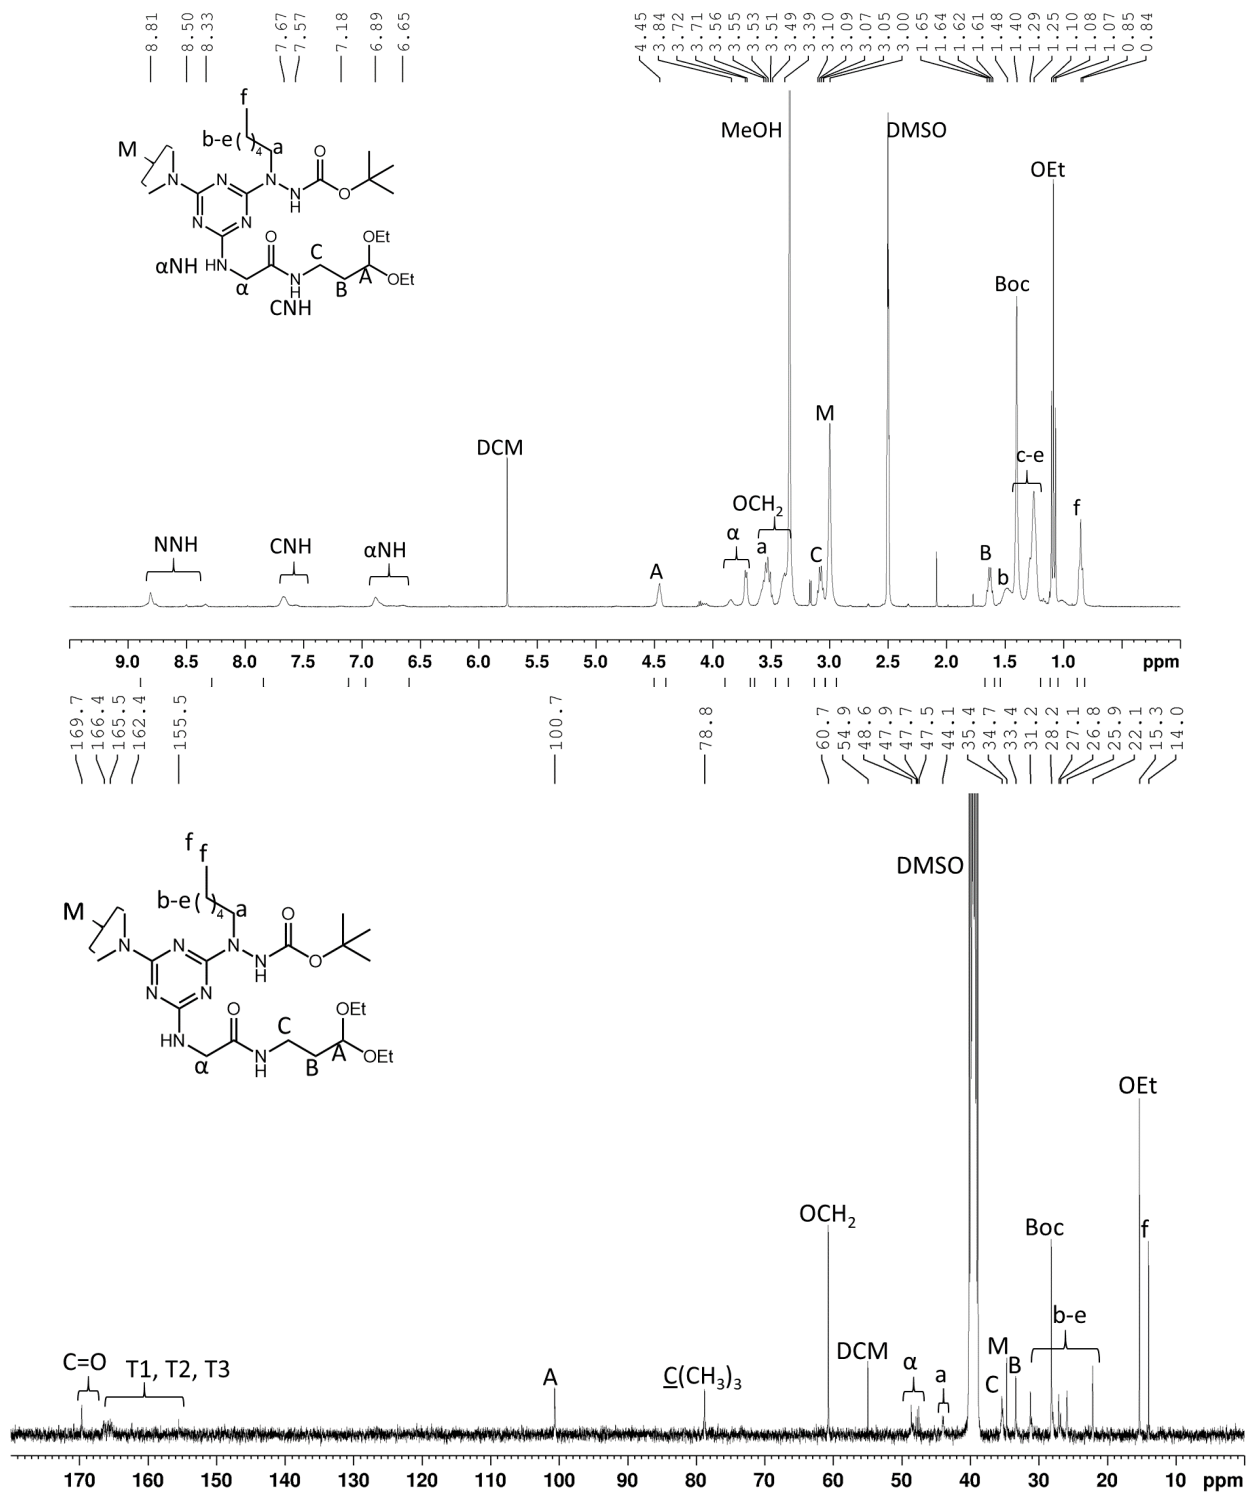 8.81 8.50 8.33 7.67 7.57 7.18 6.89 6.65 4.45 3.84 3.72 3.71 3.56 3.55 3.53 3.51 3.49 3.39 3.10 3.09 3.07 3.05 3.00 1.65 1.64 1.62 1.61 1.48 1.40 1.29 1.25 1.10 1.08 1.07 0.85 0.84
f
b-e ( )4 a
M
N N N NH O O
N N
αNH HN O N H C OEt
α CNH B A OEt
MeOH DMSO
OEt
Boc
M
DCM
c-e
OCH2
f
NNH CNH αNH
A α a C B b
9.0 8.5 8.0 7.5 7.0 6.5 6.0 5.5 5.0 4.5 4.0 3.5 3.0 2.5 2.0 1.5 1.0 ppm
169.7 166.4 165.5 162.4 155.5 100.7 78.8 60.7 54.9 48.6 47.9 47.7 47.5 44.1 35.4 34.7 33.4 31.2 28.2 27.1 26.8 25.9 22.1 15.3 14.0
f f
b-e ( )4 a
M
N N N NH O O
N N
HN O N H C OEt
α B A OEt
DMSO
OEt
OCH2
Boc f
b-e
C=O T1, T2, T3
A C(CH3)3 DCM α a C M B
170 160 150 140 130 120 110 100 90 80 70 60 50 40 30 20 10 ppm